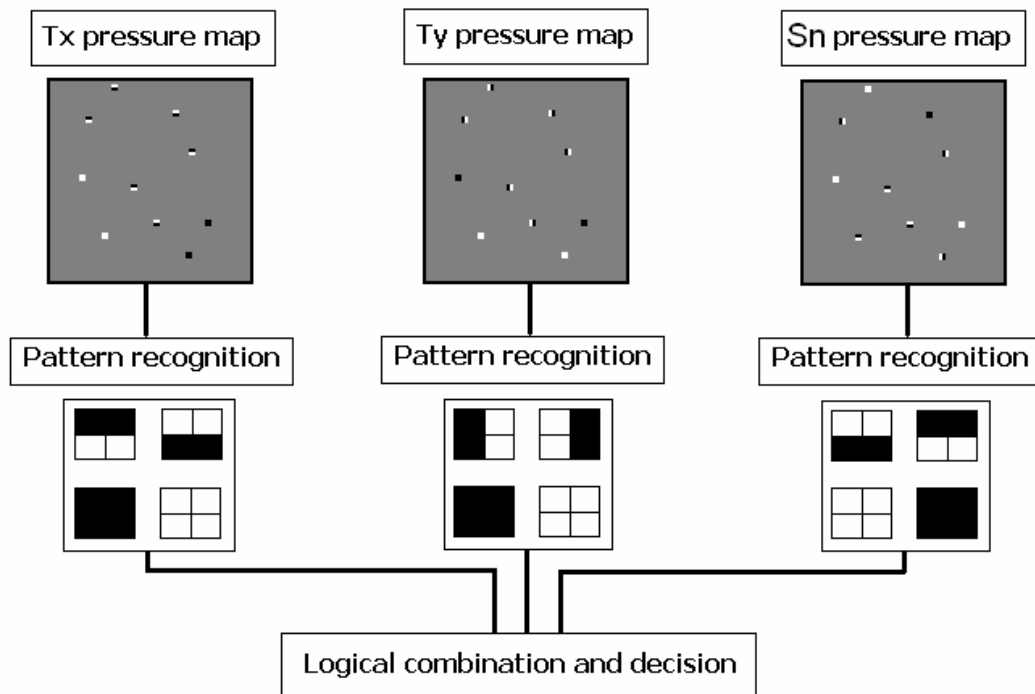 Tx pressure map
Ty pressure map
Sn pressure map
Pattern recognition
Pattern recognition
Pattern recognition
Logical combination and decision